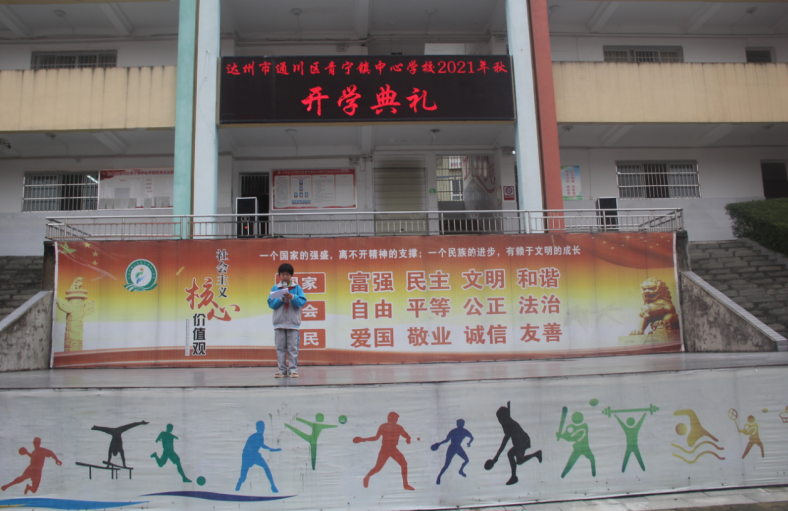 达州市通川区青宁镇中心学校2021年秋
开学典礼
一个国家的强盛，离不开精神的支撑；一个民族的进步，有赖于文明的成长
社会主义
核心
价值观
家 富强 民主 文明 和谐
会 自由 平等 公正 法治
民 爱国 敬业 诚信 友善